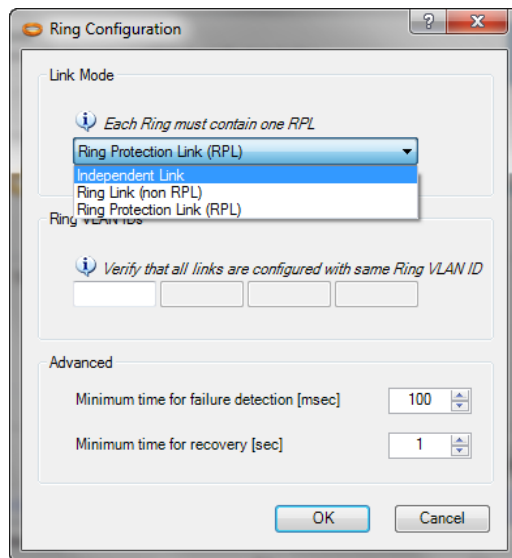 Ring Configuration
Link Mode
Each Ring must contain one RPL
Ring Protection Link (RPL)
Independent Link
Ring Link (non RPL)
Ring Protection Link (RPL)
Ring VLAN IDs
Verify that all links are configured with same Ring VLAN ID
Advanced
Minimum time for failure detection [msec] 100
Minimum time for recovery [sec] 1
OK Cancel